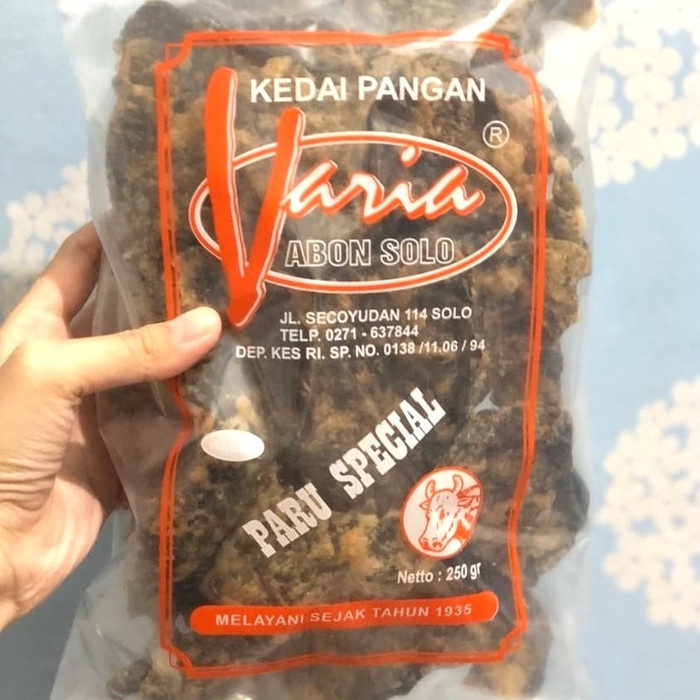 KEDAI PANGAN
Varia ®
ABON SOLO
JL. SECOYUDAN 114 SOLO
TELP. 0271 - 637844
DEP. KES RI. SP. NO. 0138 /11.06 / 94
PARU SPECIAL
Netto : 250 gr
MELAYANI SEJAK TAHUN 1935